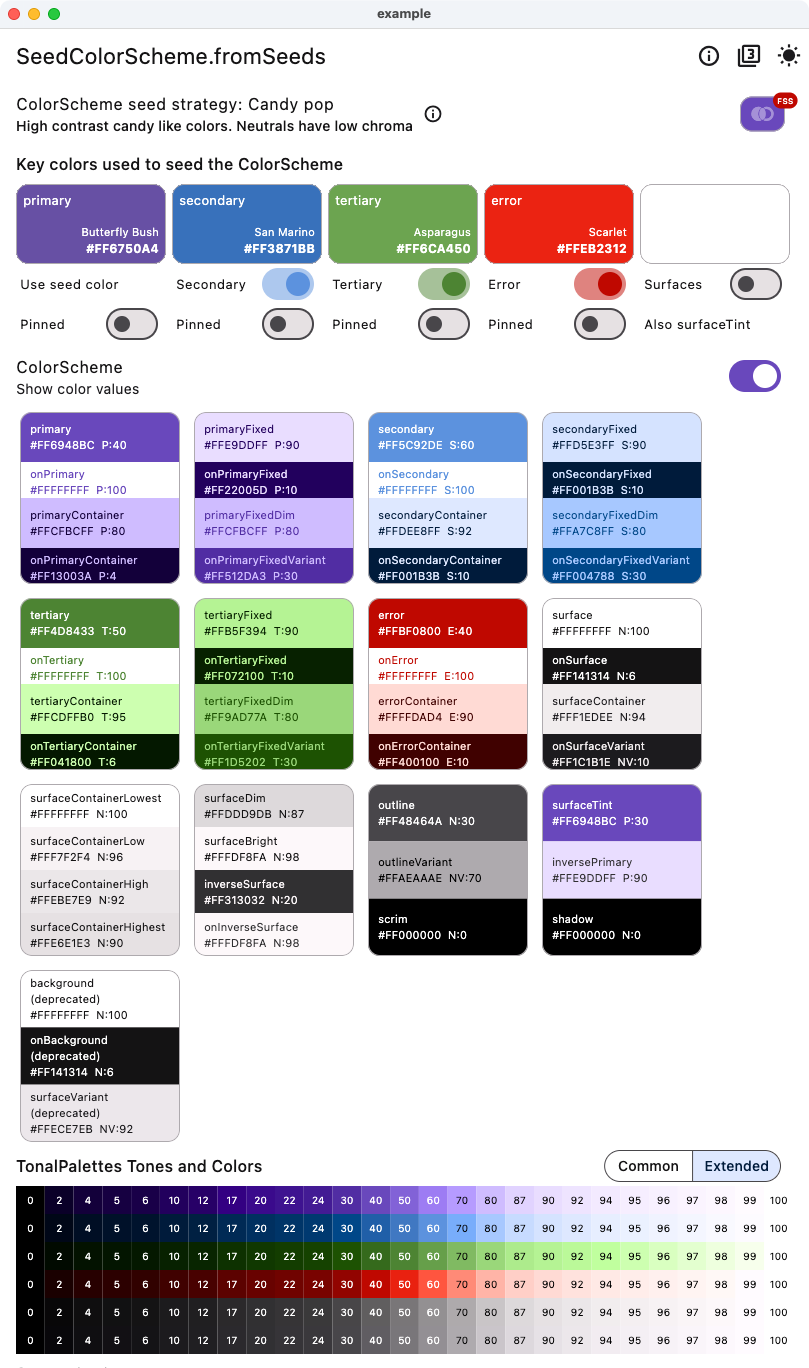 example
SeedColorScheme.fromSeeds
3
ColorScheme seed strategy: Candy pop
High contrast candy like colors. Neutrals have low chroma
FSS
Key colors used to seed the ColorScheme
primary
Butterfly Bush
#FF6750A4
secondary
San Marino
#FF3871BB
tertiary
Asparagus
#FF6CA450
error
Scarlet
#FFEB2312
Use seed color
Secondary
Tertiary
Error
Surfaces
Pinned
Pinned
Pinned
Pinned
Also surfaceTint
ColorScheme
Show color values
primary
#FF6948BC P:40
onPrimary
#FFFFFFFF P:100
primaryContainer
#FFCFBCFF P:80
onPrimaryContainer
#FF13003A P:4
primaryFixed
#FFE9DDFF P:90
onPrimaryFixed
#FF22005D P:10
primaryFixedDim
#FFCFBCFF P:80
onPrimaryFixedVariant
#FF512DA3 P:30
secondary
#FF5C92DE S:60
onSecondary
#FFFFFFFF S:100
secondaryContainer
#FFDEE8FF S:92
onSecondaryContainer
#FF001B3B S:10
secondaryFixed
#FFD5E3FF S:90
onSecondaryFixed
#FF001B3B S:10
secondaryFixedDim
#FFA7C8FF S:80
onSecondaryFixedVariant
#FF004788 S:30
tertiary
#FF4D8433 T:50
onTertiary
#FFFFFFFF T:100
tertiaryContainer
#FFCDFFB0 T:95
onTertiaryContainer
#FF041800 T:6
tertiaryFixed
#FFB5F394 T:90
onTertiaryFixed
#FF072100 T:10
tertiaryFixedDim
#FF9AD77A T:80
onTertiaryFixedVariant
#FF1D5202 T:30
error
#FFBF0800 E:40
onError
#FFFFFFFF E:100
errorContainer
#FFFFDAD4 E:90
onErrorContainer
#FF400100 E:10
surface
#FFFFFFFF N:100
onSurface
#FF141314 N:6
surfaceContainer
#FFF1EDEE N:94
onSurfaceVariant
#FF1C1B1E NV:10
surfaceContainerLowest
#FFFFFFFF N:100
surfaceContainerLow
#FFF7F2F4 N:96
surfaceContainerHigh
#FFEBE7E9 N:92
surfaceContainerHighest
#FFE6E1E3 N:90
surfaceDim
#FFDDD9DB N:87
surfaceBright
#FFFDF8FA N:98
inverseSurface
#FF313032 N:20
onInverseSurface
#FFFDF8FA N:98
outline
#FF48464A N:30
outlineVariant
#FFAEAAAE NV:70
scrim
#FF000000 N:0
surfaceTint
#FF6948BC P:30
inversePrimary
#FFE9DDFF P:90
shadow
#FF000000 N:0
background
(deprecated)
#FFFFFFFF N:100
onBackground
(deprecated)
#FF141314 N:6
surfaceVariant
(deprecated)
#FFECE7EB NV:92
TonalPalettes Tones and Colors
Common
Extended
0 2 4 5 6 10 12 17 20 22 24 30 40 50 60 70 80 87 90 92 94 95 96 97 98 99 100
0 2 4 5 6 10 12 17 20 22 24 30 40 50 60 70 80 87 90 92 94 95 96 97 98 99 100
0 2 4 5 6 10 12 17 20 22 24 30 40 50 60 70 80 87 90 92 94 95 96 97 98 99 100
0 2 4 5 6 10 12 17 20 22 24 30 40 50 60 70 80 87 90 92 94 95 96 97 98 99 100
0 2 4 5 6 10 12 17 20 22 24 30 40 50 60 70 80 87 90 92 94 95 96 97 98 99 100
0 2 4 5 6 10 12 17 20 22 24 30 40 50 60 70 80 87 90 92 94 95 96 97 98 99 100